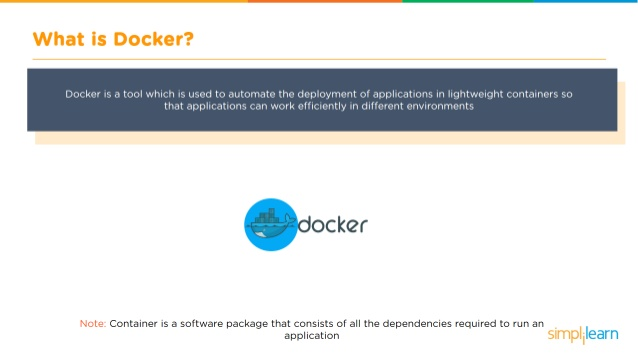 What is Docker?
Docker is a tool which is used to automate the deployment of applications in lightweight containers so
that applications can work efficiently in different environments
docker
Note: Container is a software package that consists of all the dependencies required to run an
application
simplilearn